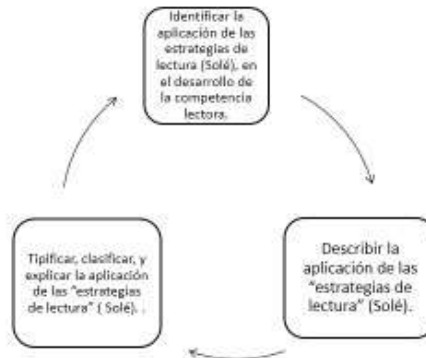 Identificar la
aplicación de las
estrategias de
lectura (Solé), en
el desarrollo de
la competencia
lectora.
Describir la
aplicación de las
"estrategias de
lectura" (Solé).
Tipificar, clasificar, y
explicar la aplicación
de las "estrategias
de lectura" ( Solé). .